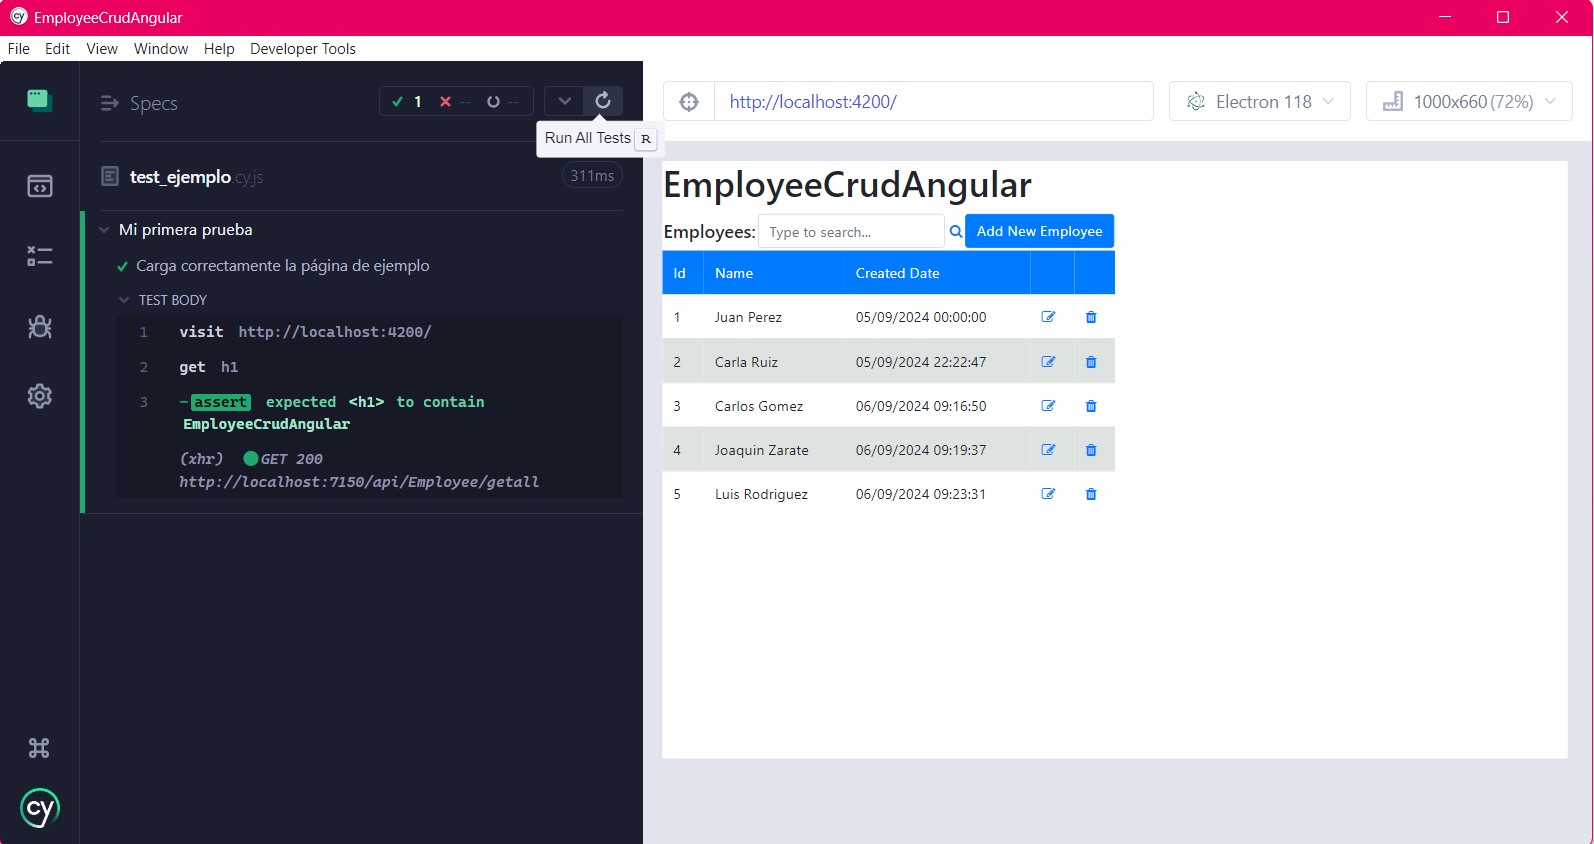 EmployeeCrudAngular
File Edit View Window Help Developer Tools
Specs
1 -- --
Run All Tests R
test_ejemplo.cy.js
311ms
Mi primera prueba
Carga correctamente la página de ejemplo
TEST BODY
1 visit http://localhost:4200/
2 get h1
3 -assert expected <h1> to contain
EmployeeCrudAngular
(xhr) GET 200
http://localhost:7150/api/Employee/getall
cy
http://localhost:4200/
Electron 118
1000x660 (72%)
EmployeeCrudAngular
Employees: Type to search... Add New Employee
Id Name Created Date
1 Juan Perez 05/09/2024 00:00:00
2 Carla Ruiz 05/09/2024 22:22:47
3 Carlos Gomez 06/09/2024 09:16:50
4 Joaquin Zarate 06/09/2024 09:19:37
5 Luis Rodriguez 06/09/2024 09:23:31